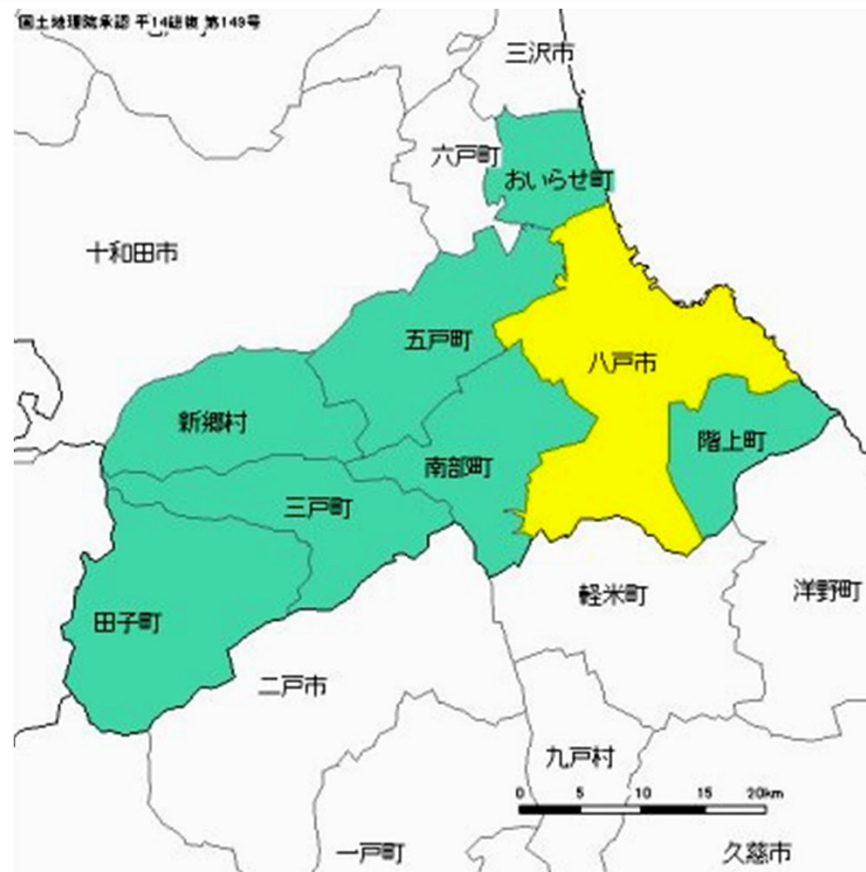 国土地理院承認 平14総複 第149号
三沢市
六戸町
おいらせ町
十和田市
五戸町
八戸市
新郷村
階上町
南部町
三戸町
軽米町
洋野町
田子町
二戸市
九戸村
0 5 10 15 20km
一戸町
久慈市